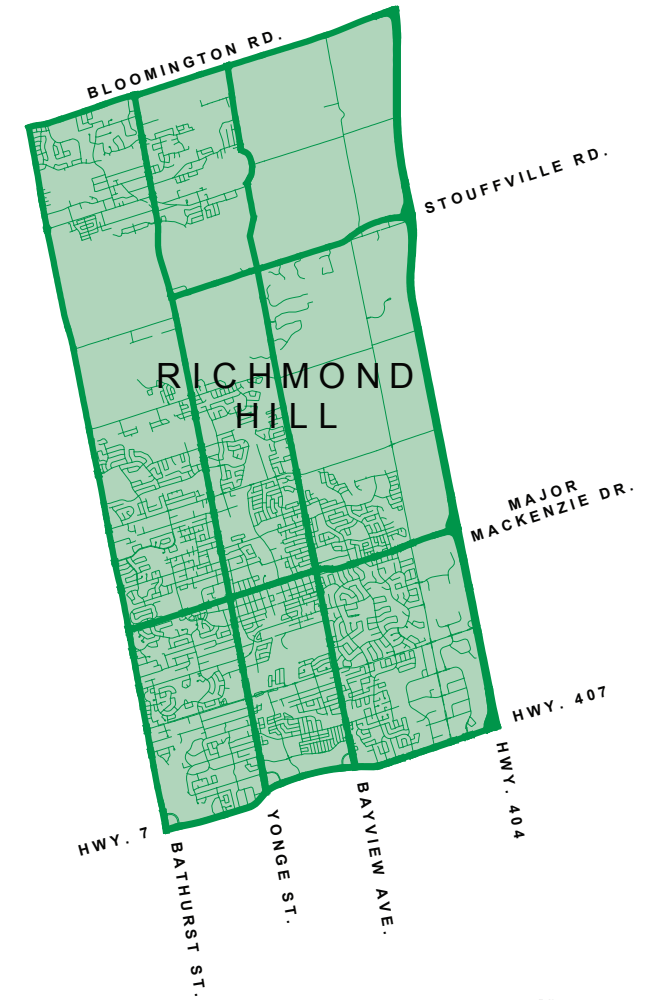 BLOOMINGTON RD.
STOUFFVILLE RD.
RICHMOND
HILL
MAJOR
MACKENZIE DR.
HWY. 407
HWY. 404
HWY. 7
BATHURST ST.
YONGE ST.
BAYVIEW AVE.